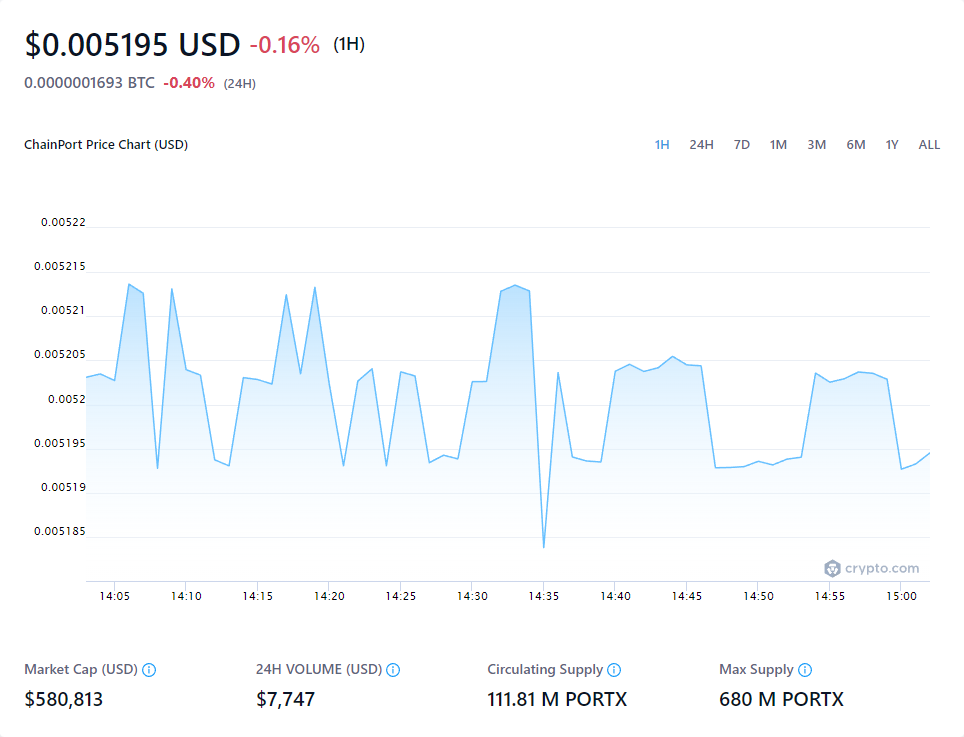 $0.005195 USD -0.16% (1H)
0.0000001693 BTC -0.40% (24H)
ChainPort Price Chart (USD) 1H 24H 7D 1M 3M 6M 1Y ALL
0.00522
0.005215
0.00521
0.005205
0.0052
0.005195
0.00519
0.005185
crypto.com
14:05 14:10 14:15 14:20 14:25 14:30 14:35 14:40 14:45 14:50 14:55 15:00
Market Cap (USD) 24H VOLUME (USD) Circulating Supply Max Supply
$580,813 $7,747 111.81 M PORTX 680 M PORTX